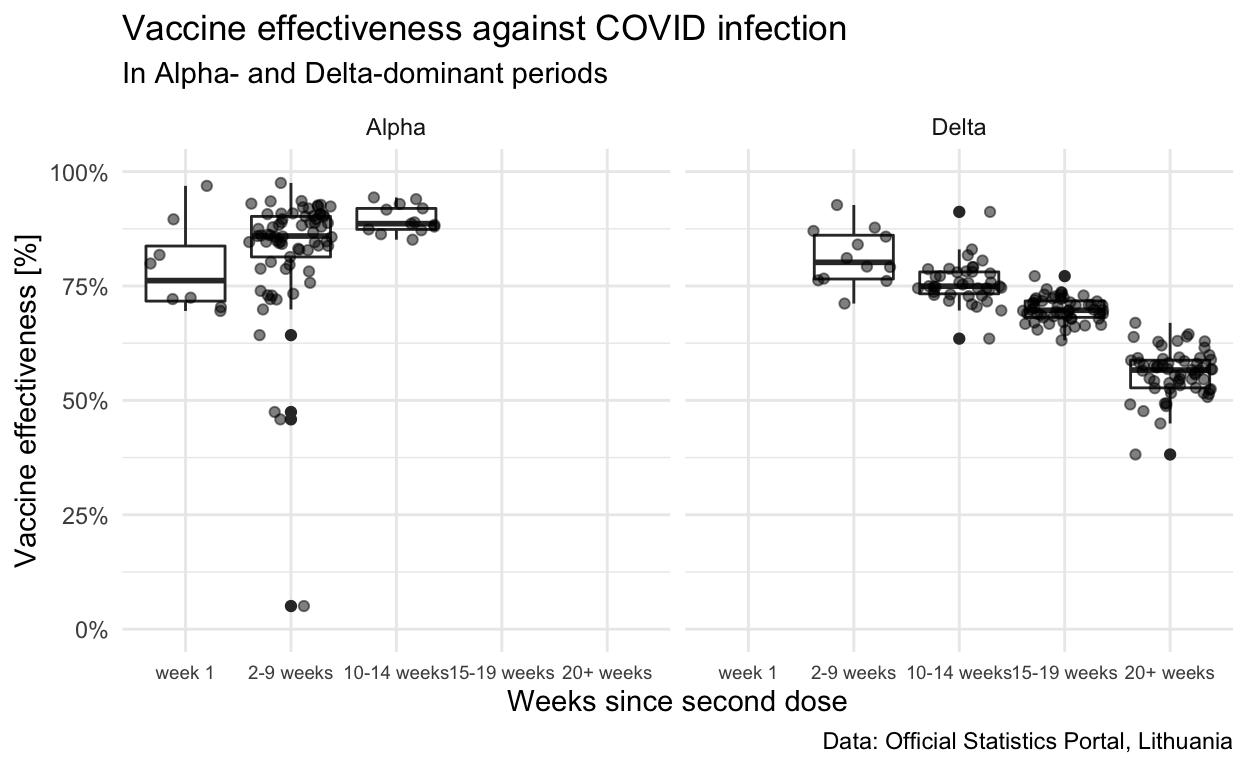 Vaccine effectiveness against COVID infection
In Alpha- and Delta-dominant periods
Alpha
Delta
100%
75%
50%
25%
0%
Vaccine effectiveness [%]
week 1 2-9 weeks 10-14 weeks 15-19 weeks 20+ weeks
week 1 2-9 weeks 10-14 weeks 15-19 weeks 20+ weeks
Weeks since second dose
Data: Official Statistics Portal, Lithuania